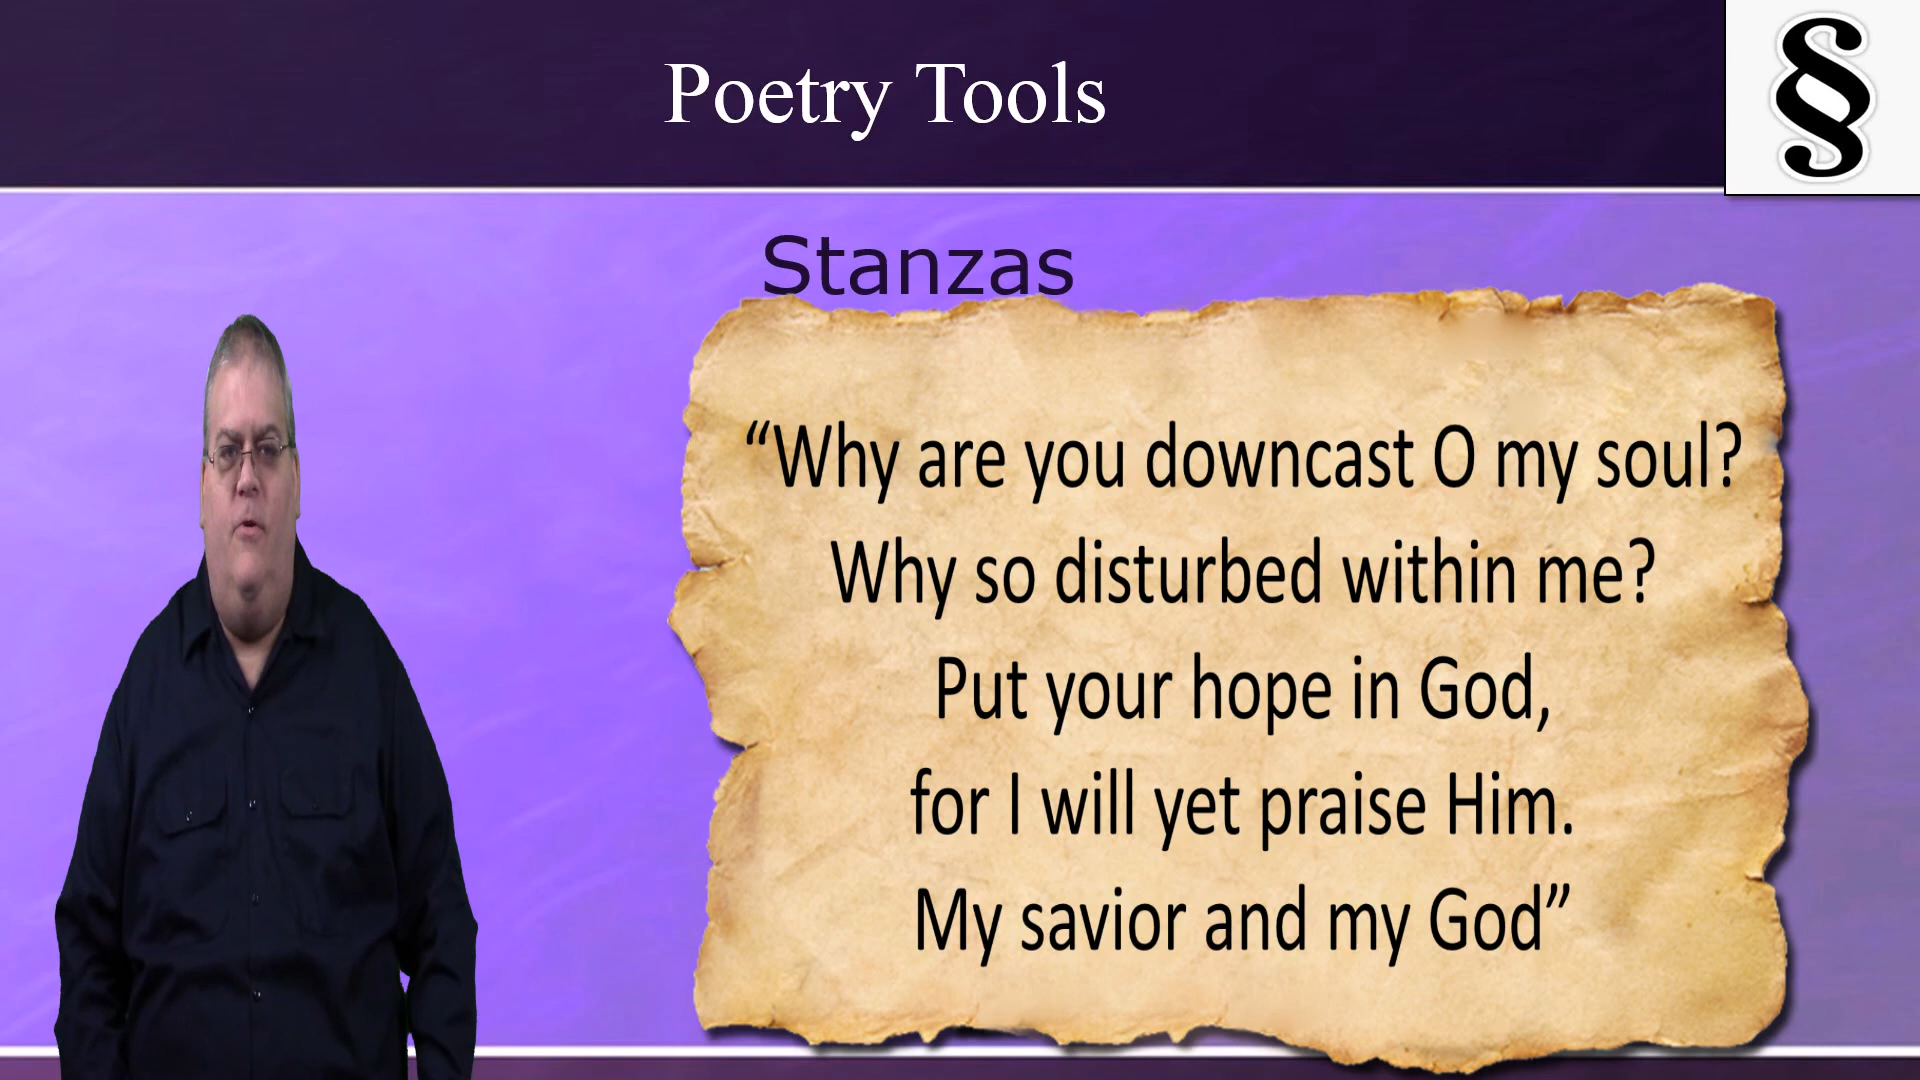 Poetry Tools
§
Stanzas
“Why are you downcast O my soul?
Why so disturbed within me?
Put your hope in God,
for I will yet praise Him.
My savior and my God”